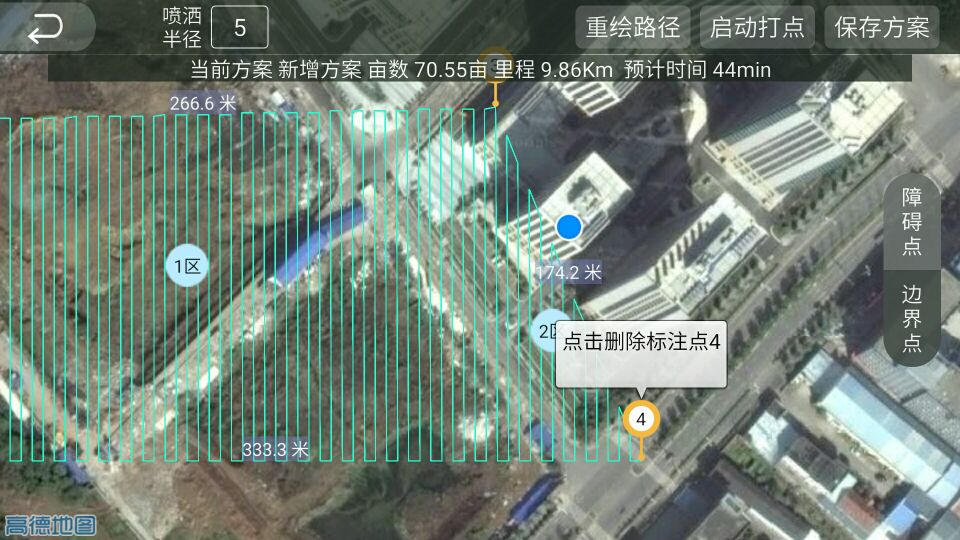 喷洒
半径
5
重绘路径
启动打点
保存方案
当前方案 新增方案 亩数 70.55亩 里程 9.86Km 预计时间 44min
266.6 米
1区
174.2 米
2区
点击删除标注点4
4
333.3 米
障碍点
边界点
高德地图